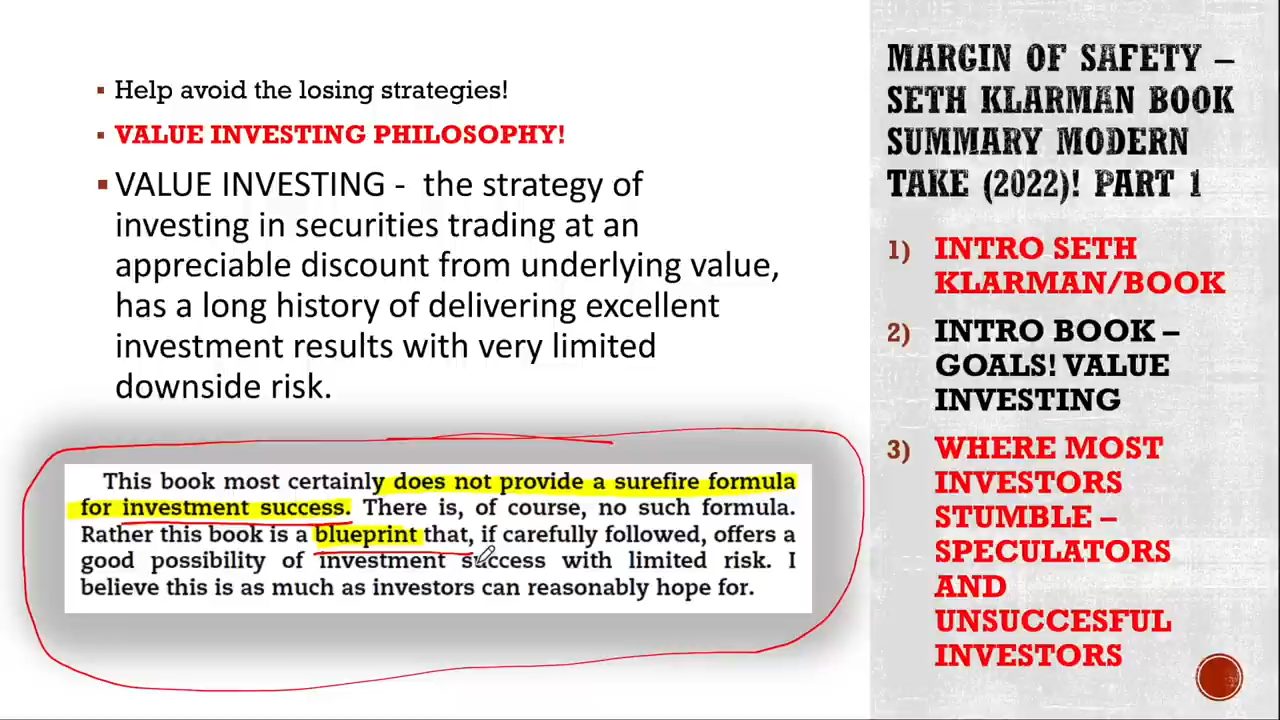 Help avoid the losing strategies!
VALUE INVESTING PHILOSOPHY!
VALUE INVESTING - the strategy of
investing in securities trading at an
appreciable discount from underlying value,
has a long history of delivering excellent
investment results with very limited
downside risk.
This book most certainly does not provide a surefire formula
for investment success. There is, of course, no such formula.
Rather this book is a blueprint that, if carefully followed, offers a
good possibility of investment success with limited risk. I
believe this is as much as investors can reasonably hope for.
MARGIN OF SAFETY –
SETH KLARMAN BOOK
SUMMARY MODERN
TAKE (2022)! PART 1
1) INTRO SETH
KLARMAN/BOOK
2) INTRO BOOK –
GOALS! VALUE
INVESTING
3) WHERE MOST
INVESTORS
STUMBLE –
SPECULATORS
AND
UNSUCCESFUL
INVESTORS